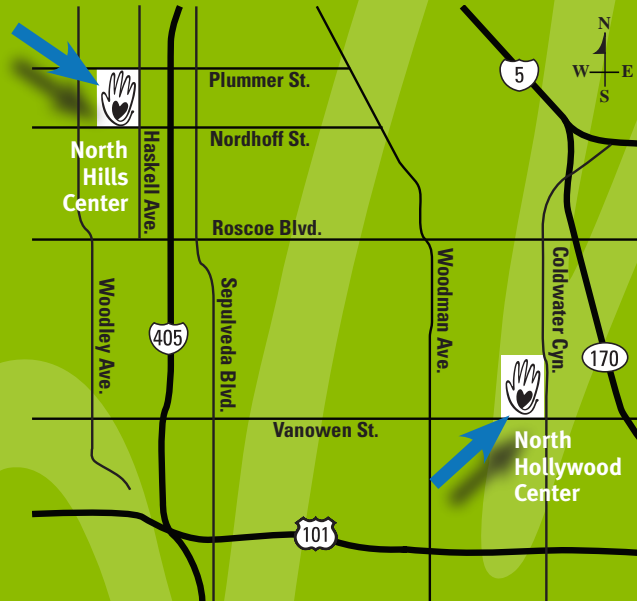 N
W E
S
5
Plummer St.
Nordhoff St.
North
Hills
Center
Haskell Ave.
Roscoe Blvd.
Woodley Ave.
405
Sepulveda Blvd.
Woodman Ave.
Coldwater Cyn.
170
Vanowen St.
North
Hollywood
Center
101